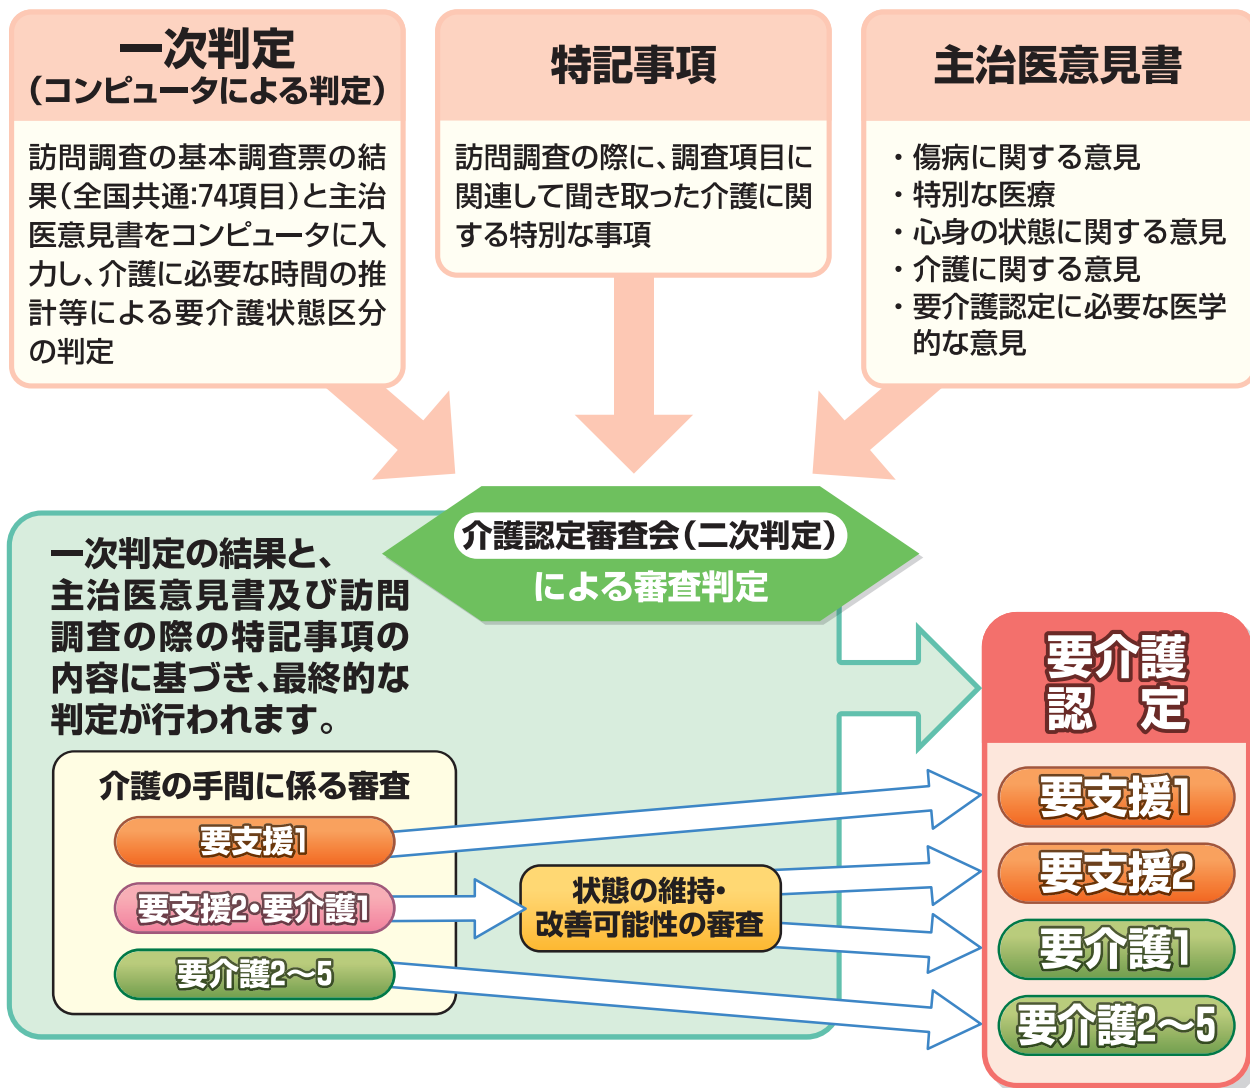 一次判定
（コンピュータによる判定）
訪問調査の基本調査票の結
果（全国共通:74項目）と主治
医意見書をコンピュータに入
力し、介護に必要な時間の推
計等による要介護状態区分
の判定
特記事項
訪問調査の際に、調査項目に
関連して聞き取った介護に関
する特別な事項
主治医意見書
・傷病に関する意見
・特別な医療
・心身の状態に関する意見
・介護に関する意見
・要介護認定に必要な医学
的な意見
介護認定審査会（二次判定）
による審査判定
一次判定の結果と、
主治医意見書及び訪問
調査の際の特記事項の
内容に基づき、最終的な
判定が行われます。
介護の手間に係る審査
要支援1
要支援2・要介護1
要介護2〜5
状態の維持・
改善可能性の審査
要介護
認　定
要支援1
要支援2
要介護1
要介護2〜5